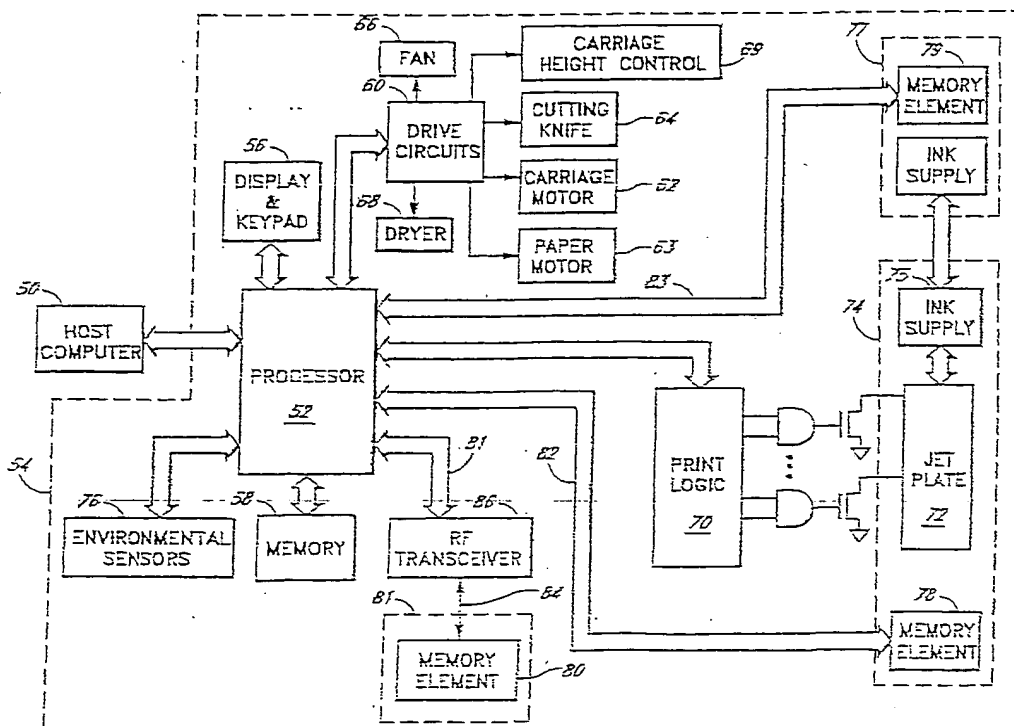 66
FAN
CARRIAGE
HEIGHT CONTROL
69
77
79
MEMORY
ELEMENT
60
DRIVE
CIRCUITS
CUTTING
KNIFE
64
56
DISPLAY
&
KEYPAD
CARRIAGE
MOTOR
62
INK
SUPPLY
68
DRYER
PAPER
MOTOR
63
83
50
HOST
COMPUTER
PROCESSOR
52
74
75
INK
SUPPLY
81
82
PRINT
LOGIC
70
JET
PLATE
72
54
76
ENVIRONMENTAL
SENSORS
58
MEMORY
86
RF
TRANSCEIVER
84
MEMORY
ELEMENT
80
78
MEMORY
ELEMENT